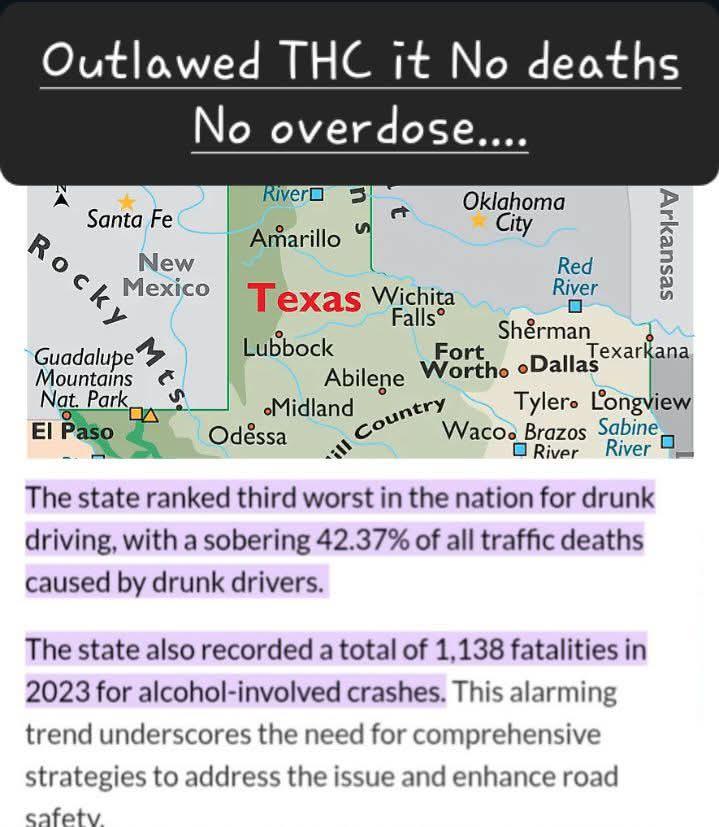 Outlawed THC it No deaths
No overdose....
N
Santa Fe
River
Oklahoma
City
Arkansas
Amarillo
Rocky Mts.
New
Mexico
Red
River
Texas
Wichita
Falls
Sherman
Guadalupe
Mountains
Nat. Park
Lubbock
Fort
Worth
Dallas
Texarkana
Abilene
Midland
Tyler
Longview
El Paso
Odessa
ill Country
Waco
Brazos
River
Sabine
River
The state ranked third worst in the nation for drunk
driving, with a sobering 42.37% of all traffic deaths
caused by drunk drivers.
The state also recorded a total of 1,138 fatalities in
2023 for alcohol-involved crashes. This alarming
trend underscores the need for comprehensive
strategies to address the issue and enhance road
safety.